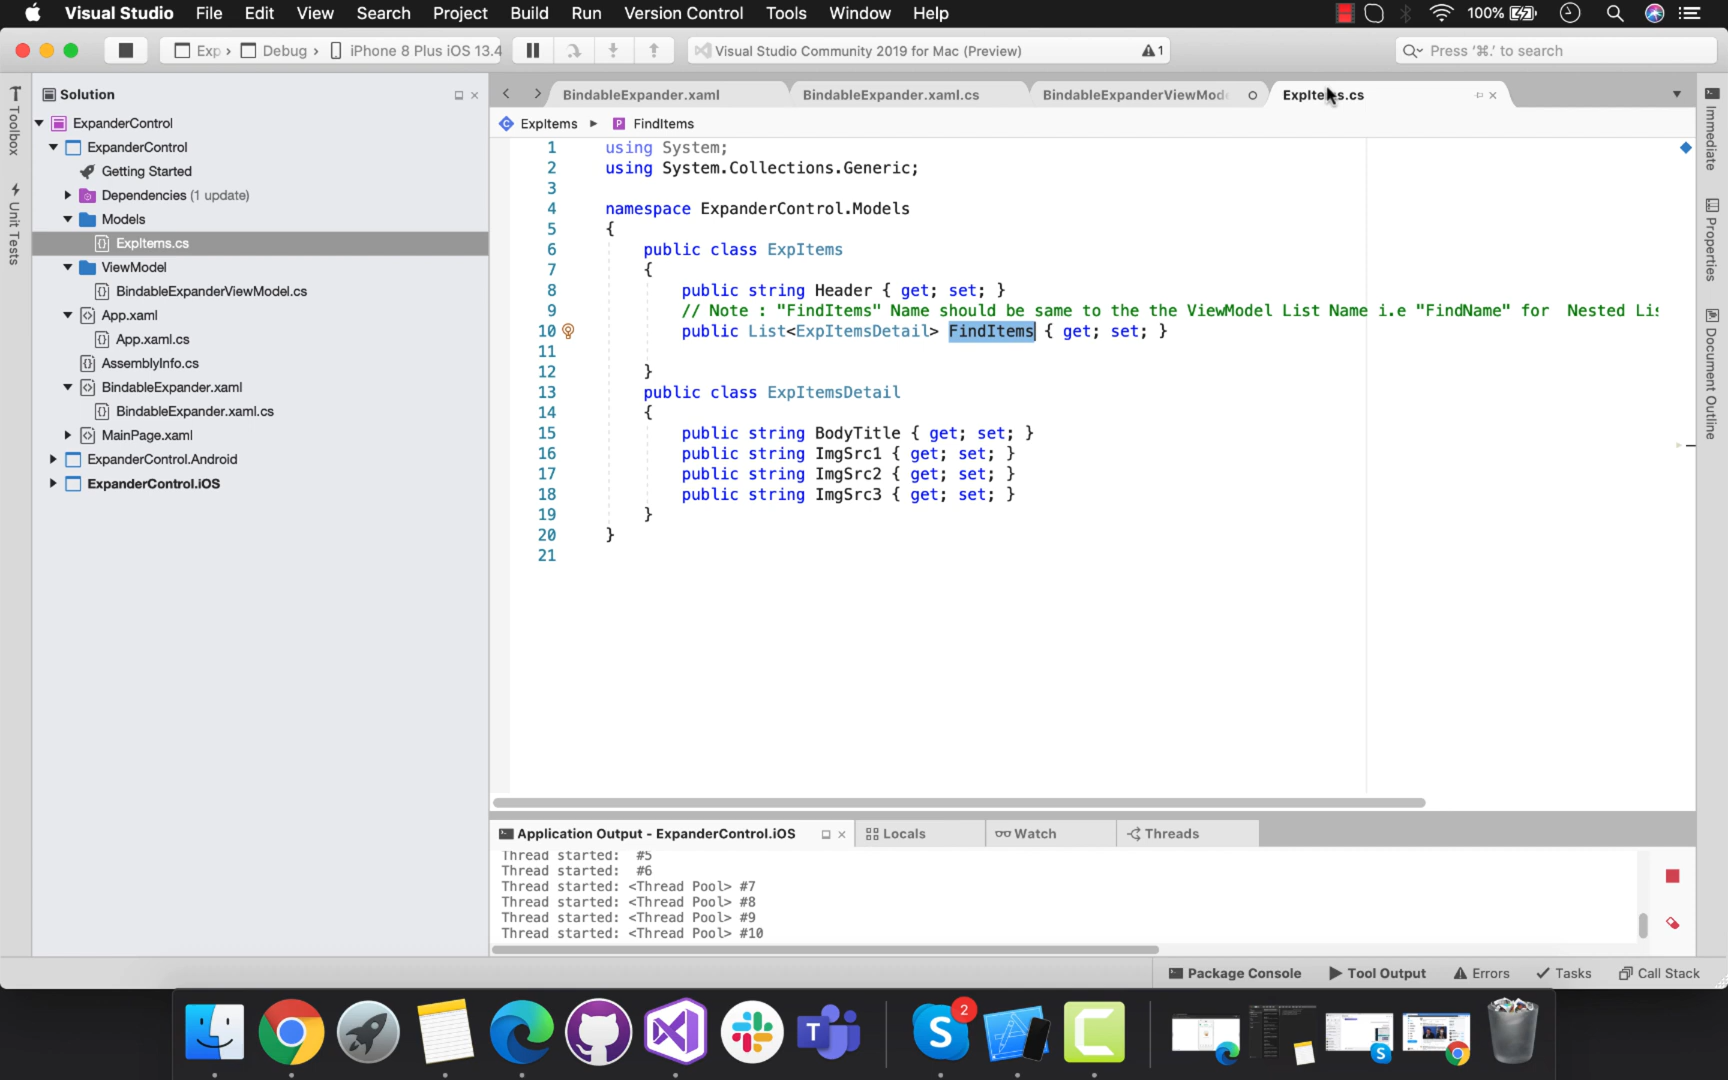 Visual Studio File Edit View Search Project Build Run Version Control Tools Window Help 100%
Exp › Debug › iPhone 8 Plus iOS 13.4 Visual Studio Community 2019 for Mac (Preview) 1 Press '⌘.' to search
Toolbox
Unit Tests
Solution
ExpanderControl
ExpanderControl
Getting Started
Dependencies (1 update)
Models
ExpItems.cs
ViewModel
BindableExpanderViewModel.cs
App.xaml
App.xaml.cs
AssemblyInfo.cs
BindableExpander.xaml
BindableExpander.xaml.cs
MainPage.xaml
ExpanderControl.Android
ExpanderControl.iOS
BindableExpander.xaml BindableExpander.xaml.cs BindableExpanderViewMod ExpItems.cs
ExpItems FindItems
1 using System;
2 using System.Collections.Generic;
3
4 namespace ExpanderControl.Models
5 {
6 public class ExpItems
7 {
8 public string Header { get; set; }
9 // Note : "FindItems" Name should be same to the the ViewModel List Name i.e "FindName" for  Nested Lis
10 public List<ExpItemsDetail> FindItems { get; set; }
11
12 }
13 public class ExpItemsDetail
14 {
15 public string BodyTitle { get; set; }
16 public string ImgSrc1 { get; set; }
17 public string ImgSrc2 { get; set; }
18 public string ImgSrc3 { get; set; }
19 }
20 }
21
Immediate
Properties
Document Outline
Application Output - ExpanderControl.iOS Locals Watch Threads
Thread started:  #5
Thread started:  #6
Thread started: <Thread Pool> #7
Thread started: <Thread Pool> #8
Thread started: <Thread Pool> #9
Thread started: <Thread Pool> #10
Package Console Tool Output Errors Tasks Call Stack
T S 2 C